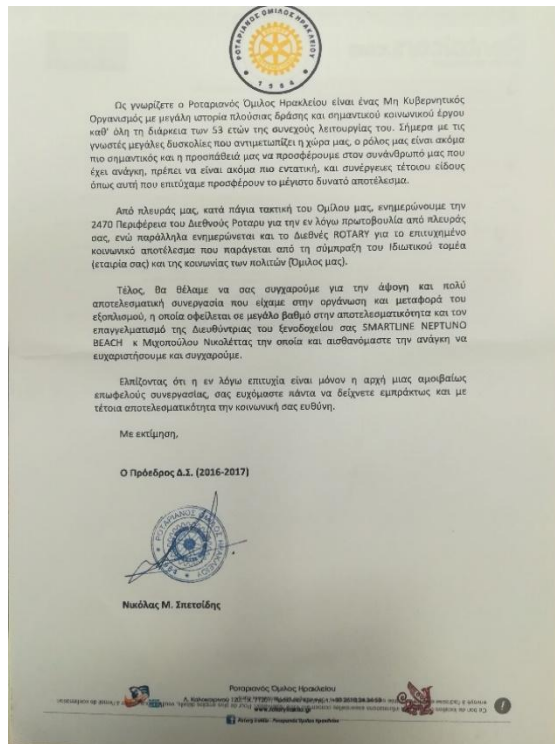 ΡΟΤΑΡΙΑΝΟΣ ΟΜΙΛΟΣ ΗΡΑΚΛΕΙΟΥ
1964
Ως γνωρίζετε ο Ροταριανός Όμιλος Ηρακλείου είναι ένας Μη Κυβερνητικός
Οργανισμός με μεγάλη ιστορία πλούσιας δράσης και σημαντικού κοινωνικού έργου
καθ' όλη τη διάρκεια των 53 ετών της συνεχούς λειτουργίας του. Σήμερα με τις
γνωστές μεγάλες δυσκολίες που αντιμετωπίζει η χώρα μας, ο ρόλος μας είναι ακόμα
πιο σημαντικός και η προσπάθειά μας να προσφέρουμε στον συνάνθρωπό μας που
έχει ανάγκη, πρέπει να είναι ακόμα πιο εντατική, και συνέργειες τέτοιου είδους
όπως αυτή που επιτύχαμε προσφέρουν το μέγιστο δυνατό αποτέλεσμα.
Από πλευράς μας, κατά πάγια τακτική του Ομίλου μας, ενημερώνουμε την
2470 Περιφέρεια του Διεθνούς Ροταρυ για την εν λόγω πρωτοβουλία από πλευράς
σας, ενώ παράλληλα ενημερώνεται και το Διεθνές ROTARY για το επιτυχημένο
κοινωνικό αποτέλεσμα που παράγεται από τη σύμπραξη του Ιδιωτικού τομέα
(εταιρία σας) και της κοινωνίας των πολιτών (Όμιλος μας).
Τέλος, θα θέλαμε να σας συγχαρούμε για την άψογη και πολύ
αποτελεσματική συνεργασία που είχαμε στην οργάνωση και μεταφορά του
εξοπλισμού, η οποία οφείλεται σε μεγάλο βαθμό στην αποτελεσματικότητα και τον
επαγγελματισμό της Διευθύντριας του ξενοδοχείου σας SMARTLINE NEPTUNO
BEACH κ Μιχοπούλου Νικολέττας την οποία και αισθανόμαστε την ανάγκη να
ευχαριστήσουμε και συγχαρούμε.
Ελπίζοντας ότι η εν λόγω επιτυχία είναι μόνον η αρχή μιας αμοιβαίως
επωφελούς συνεργασίας, σας ευχόμαστε πάντα να δείχνετε εμπράκτως και με
τέτοια αποτελεσματικότητα την κοινωνική σας ευθύνη.
Με εκτίμηση,
Ο Πρόεδρος Δ.Σ. (2016-2017)
ΡΟΤΑΡΙΑΝΟΣ ΟΜΙΛΟΣ ΗΡΑΚΛΕΙΟΥ
Νικόλας Μ. Σπετσίδης
Ροταριανός Όμιλος Ηρακλείου